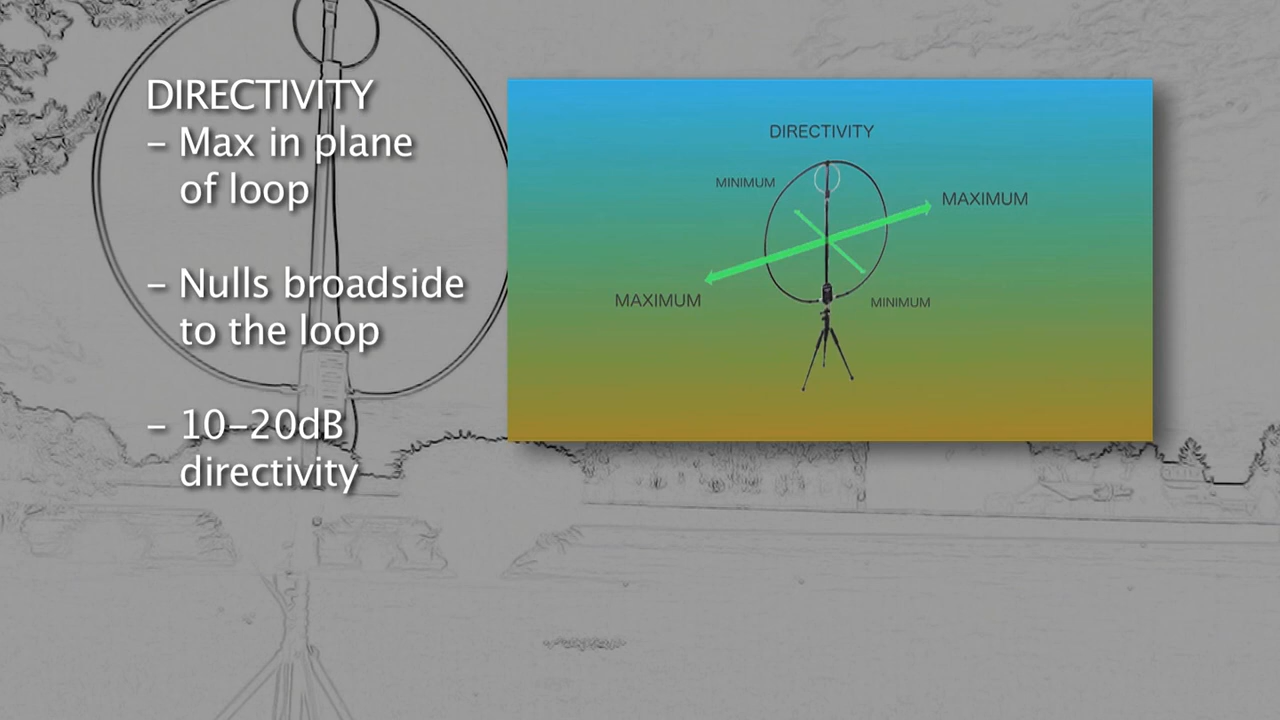 DIRECTIVITY
– Max in plane
of loop
– Nulls broadside
to the loop
– 10–20dB
directivity
DIRECTIVITY
MINIMUM
MAXIMUM
MAXIMUM
MINIMUM